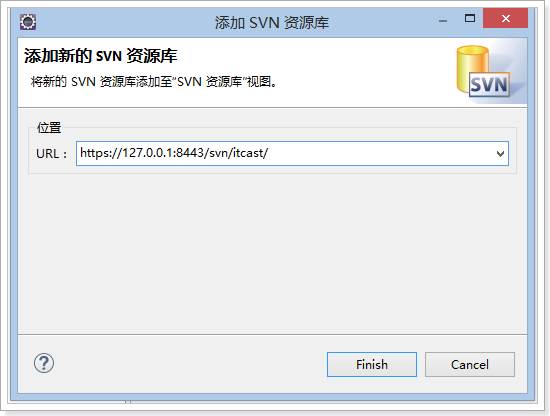 添加 SVN 资源库
添加新的 SVN 资源库
将新的 SVN 资源库添加至“SVN 资源库”视图。
SVN
位置
URL： https://127.0.0.1:8443/svn/itcast/
?
Finish Cancel